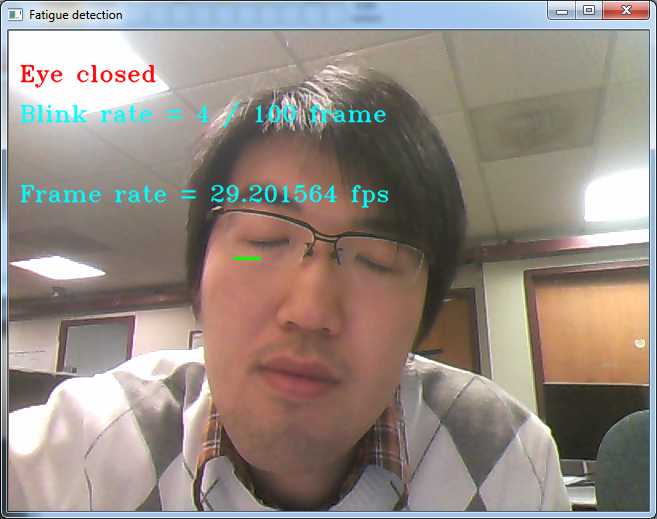 Fatigue detection
Eye closed
Blink rate = 4 / 100 frame
Frame rate = 29.201564 fps